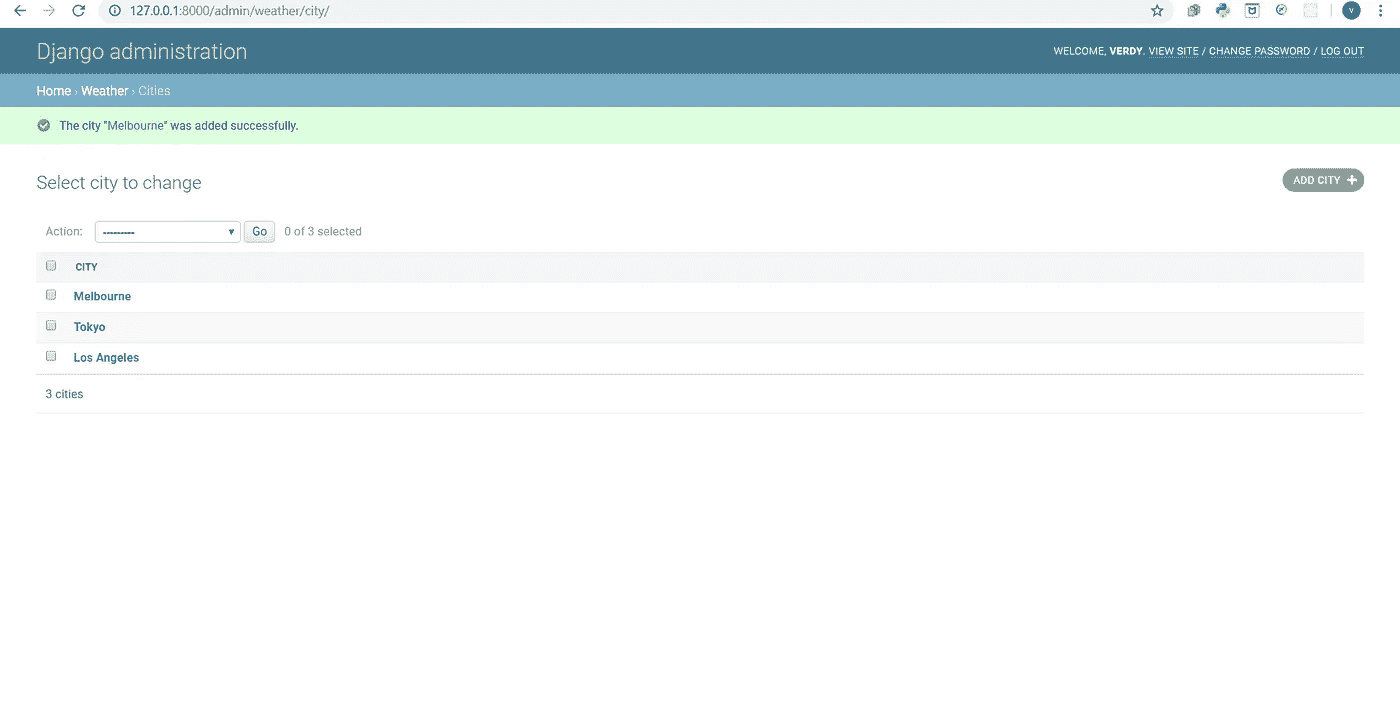 127.0.0.1:8000/admin/weather/city/
V
Django administration
WELCOME, VERDY. VIEW SITE / CHANGE PASSWORD / LOG OUT
Home › Weather › Cities
The city "Melbourne" was added successfully.
Select city to change
ADD CITY +
Action: --------- Go 0 of 3 selected
CITY
Melbourne
Tokyo
Los Angeles
3 cities